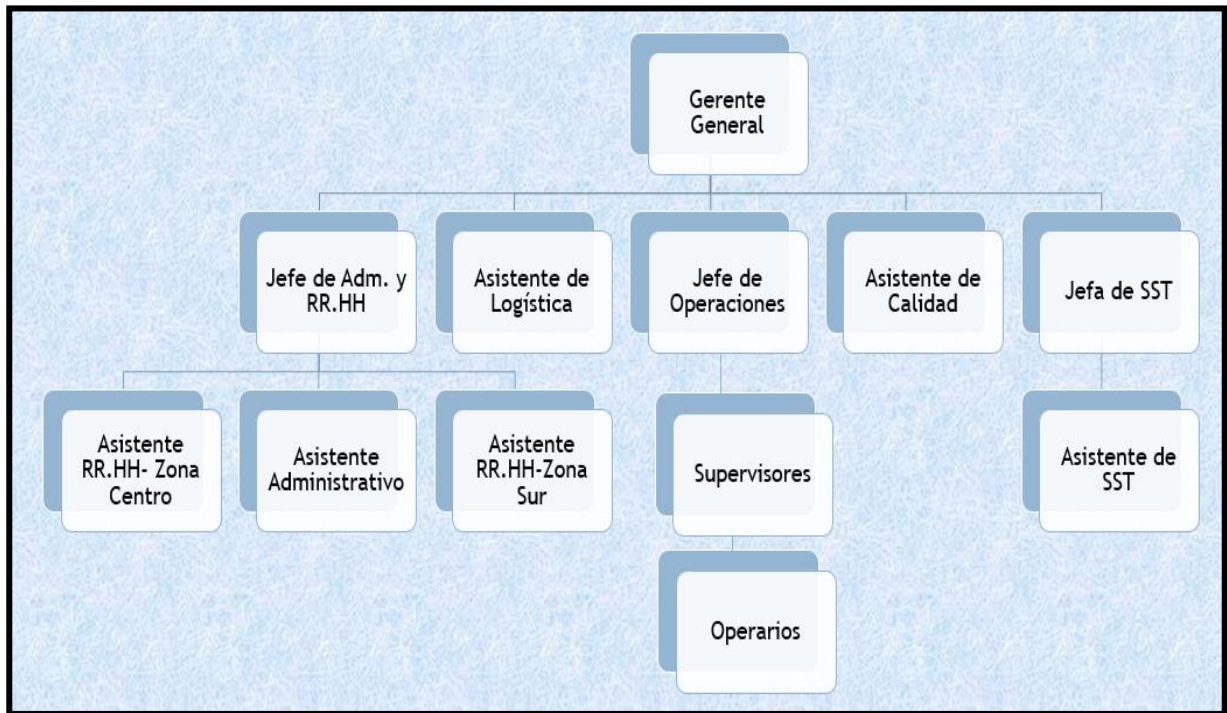 Gerente
General
Jefe de Adm. y
RR.HH
Asistente de
Logística
Jefe de
Operaciones
Asistente de
Calidad
Jefa de SST
Asistente
RR.HH- Zona
Centro
Asistente
Administrativo
Asistente
RR.HH-Zona
Sur
Supervisores
Asistente de
SST
Operarios